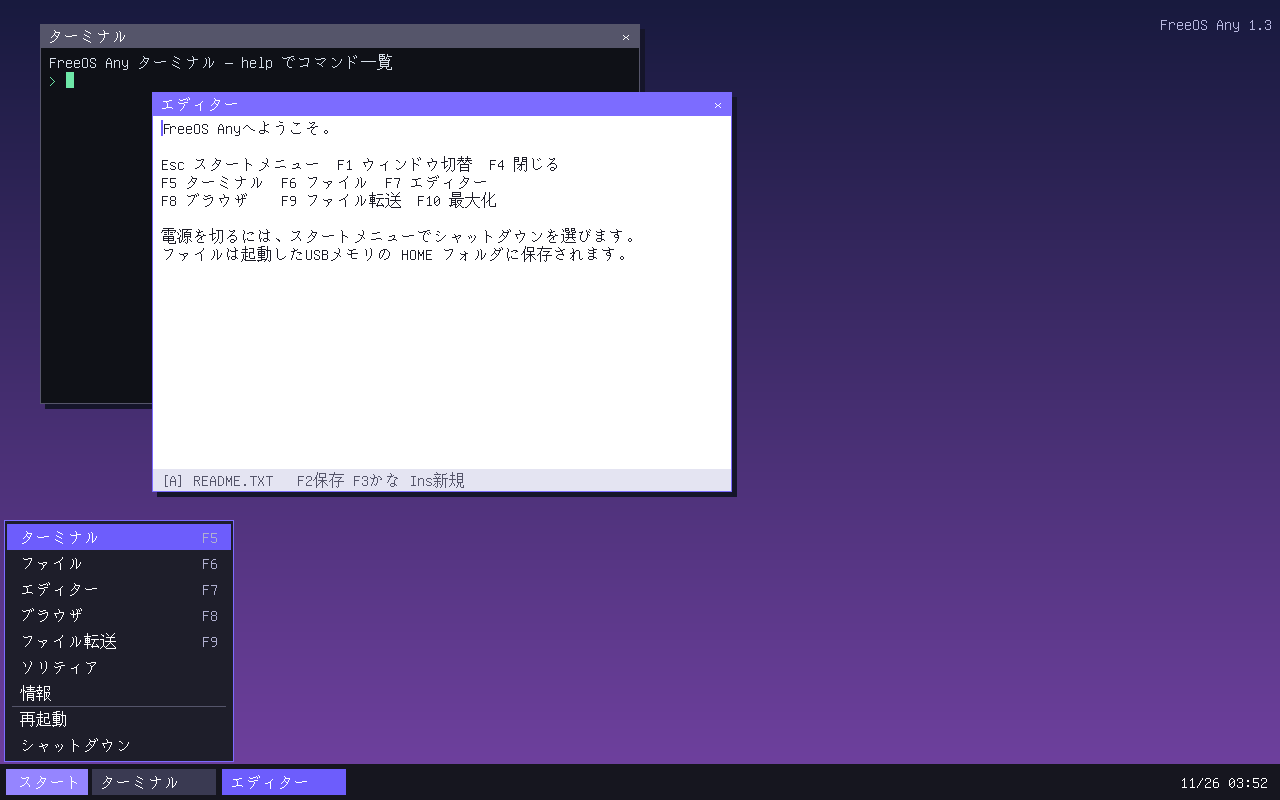 FreeOS Any 1.3
ターミナル ×
FreeOS Any ターミナル — help でコマンド一覧
>
エディター ×
FreeOS Anyへようこそ。
Esc スタートメニュー  F1 ウィンドウ切替  F4 閉じる
F5 ターミナル  F6 ファイル  F7 エディター
F8 ブラウザ    F9 ファイル転送  F10 最大化
電源を切るには、スタートメニューでシャットダウンを選びます。
ファイルは起動したUSBメモリの HOME フォルダに保存されます。
[A] README.TXT   F2保存 F3かな Ins新規
ターミナル F5
ファイル F6
エディター F7
ブラウザ F8
ファイル転送 F9
ソリティア
情報
再起動
シャットダウン
スタート ターミナル エディター 11/26 03:52